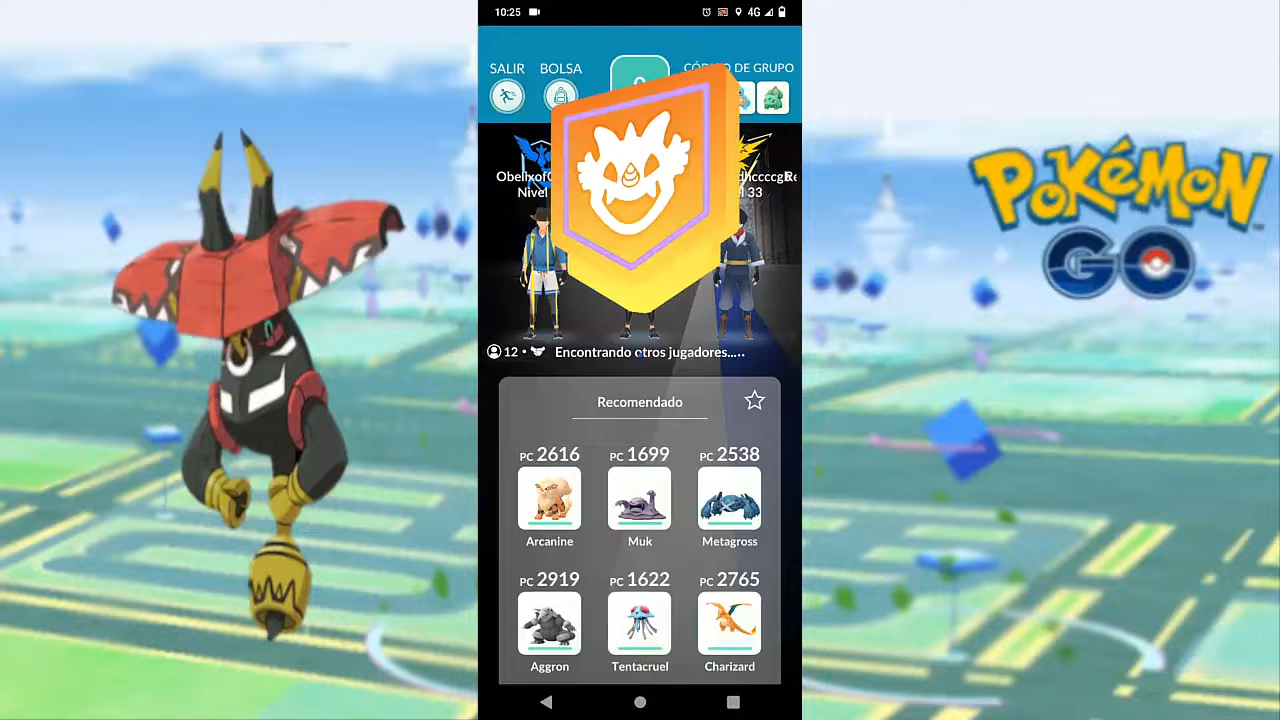 10:25
4G
SALIR
BOLSA
DE GRUPO
Nivel
33
12 • Encontrando otros jugadores.....
Recomendado
PC 2616
PC 1699
PC 2538
Arcanine
Muk
Metagross
PC 2919
PC 1622
PC 2765
Aggron
Tentacruel
Charizard
POKÉMON
GO
TM